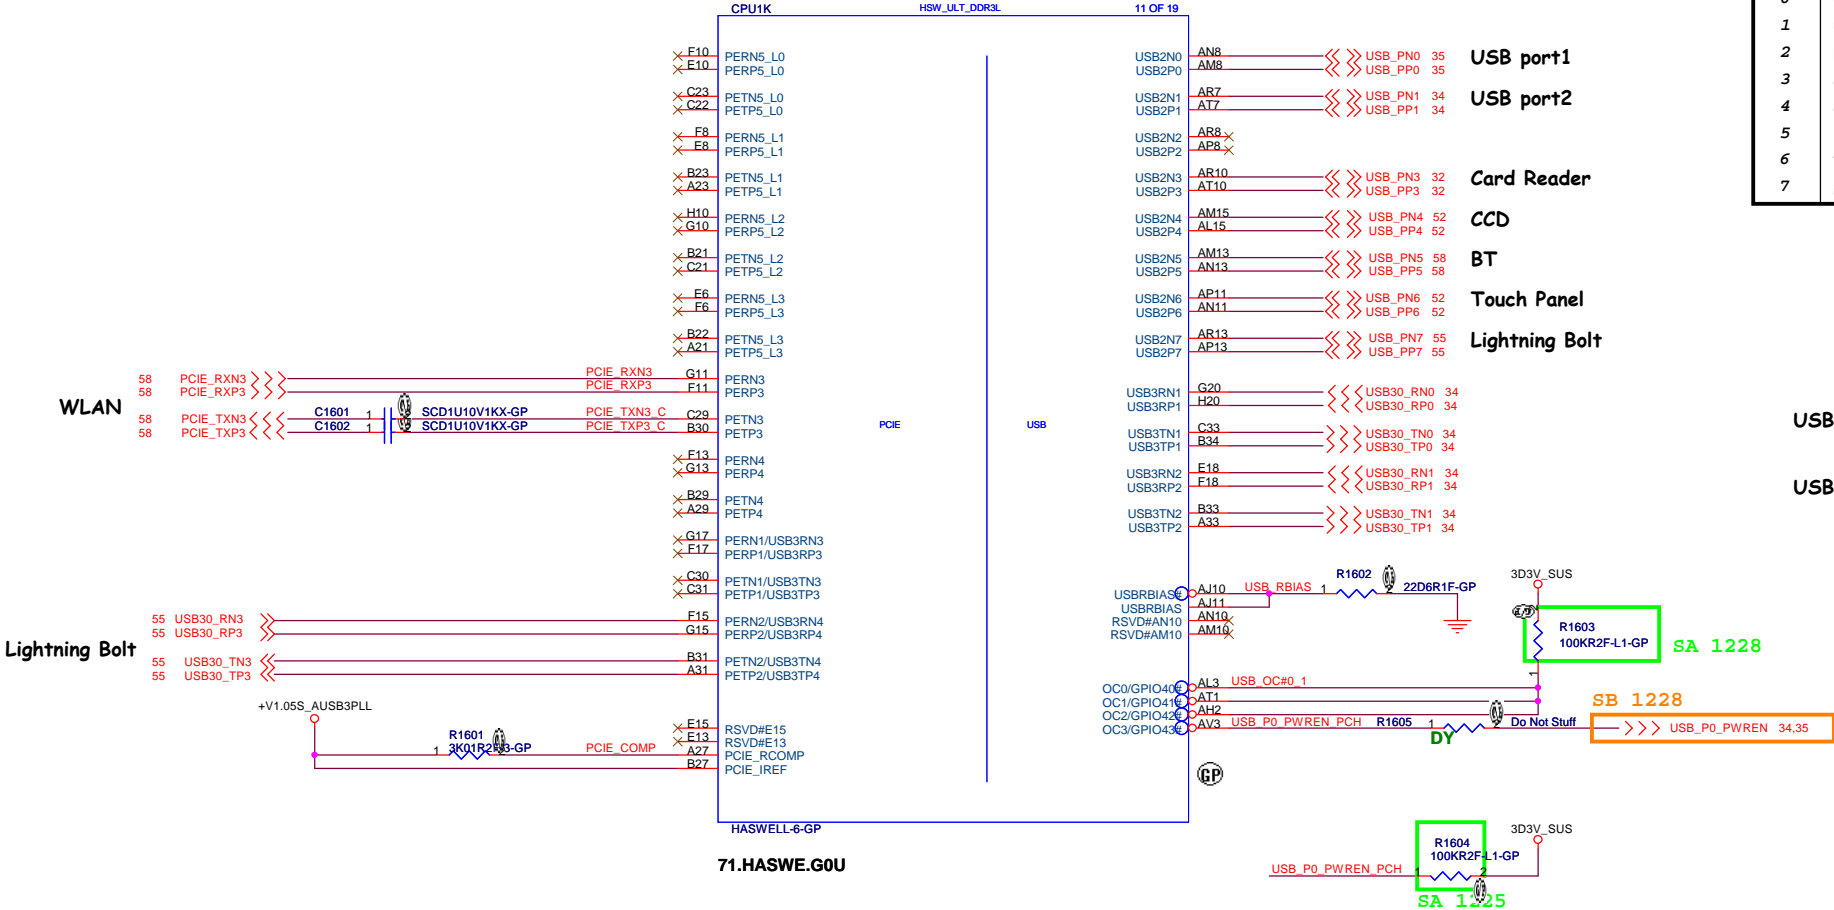 CPU1K HSW_ULT_DDR3L 11 OF 19
F10 PERN5_L0
E10 PERP5_L0
C23 PETN5_L0
C22 PETP5_L0
F8 PERN5_L1
E8 PERP5_L1
B23 PETN5_L1
A23 PETP5_L1
H10 PERN5_L2
G10 PERP5_L2
B21 PETN5_L2
C21 PETP5_L2
E6 PERN5_L3
F6 PERP5_L3
B22 PETN5_L3
A21 PETP5_L3
WLAN
58 PCIE_RXN3 PCIE_RXN3 G11 PERN3
58 PCIE_RXP3 PCIE_RXP3 F11 PERP3
58 PCIE_TXN3 C1601 1 SCD1U10V1KX-GP PCIE_TXN3_C C29 PETN3
58 PCIE_TXP3 C1602 1 SCD1U10V1KX-GP PCIE_TXP3_C B30 PETP3
F13 PERN4
G13 PERP4
B29 PETN4
A29 PETP4
G17 PERN1/USB3RN3
F17 PERP1/USB3RP3
C30 PETN1/USB3TN3
C31 PETP1/USB3TP3
Lightning Bolt
55 USB30_RN3 F15 PERN2/USB3RN4
55 USB30_RP3 G15 PERP2/USB3RP4
55 USB30_TN3 B31 PETN2/USB3TN4
55 USB30_TP3 A31 PETP2/USB3TP4
+V1.05S_AUSB3PLL
E15 RSVD#E15
E13 RSVD#E13
R1601
1 3K01R2F-3-GP 2 PCIE_COMP A27 PCIE_RCOMP
B27 PCIE_IREF
PCIE USB
USB2N0 AN8 USB_PN0 35
USB2P0 AM8 USB_PP0 35
USB port1
USB2N1 AR7 USB_PN1 34
USB2P1 AT7 USB_PP1 34
USB port2
USB2N2 AR8
USB2P2 AP8
USB2N3 AR10 USB_PN3 32
USB2P3 AT10 USB_PP3 32
Card Reader
USB2N4 AM15 USB_PN4 52
USB2P4 AL15 USB_PP4 52
CCD
USB2N5 AM13 USB_PN5 58
USB2P5 AN13 USB_PP5 58
BT
USB2N6 AP11 USB_PN6 52
USB2P6 AN11 USB_PP6 52
Touch Panel
USB2N7 AR13 USB_PN7 55
USB2P7 AP13 USB_PP7 55
Lightning Bolt
USB3RN1 G20 USB30_RN0 34
USB3RP1 H20 USB30_RP0 34
USB3TN1 C33 USB30_TN0 34
USB3TP1 B34 USB30_TP0 34
USB
USB3RN2 E18 USB30_RN1 34
USB3RP2 F18 USB30_RP1 34
USB3TN2 B33 USB30_TN1 34
USB3TP2 A33 USB30_TP1 34
USB
USBRBIAS# AJ10 USB_RBIAS 1 R1602 2 22D6R1F-GP
USBRBIAS AJ11
RSVD#AN10 AN10
RSVD#AM10 AM10
3D3V_SUS
R1603
100KR2F-L1-GP
1
SA 1228
OC0/GPIO40# AL3 USB_OC#0_1
OC1/GPIO41# AT1
OC2/GPIO42# AH2
OC3/GPIO43# AV3 USB_P0_PWREN_PCH R1605 1 2 Do Not Stuff
DY
SB 1228
USB_P0_PWREN 34,35
GP
HASWELL-6-GP
71.HASWE.G0U
3D3V_SUS
R1604
100KR2F-L1-GP
USB_P0_PWREN_PCH 1 2
SA 1225
1
2
3
4
5
6
7